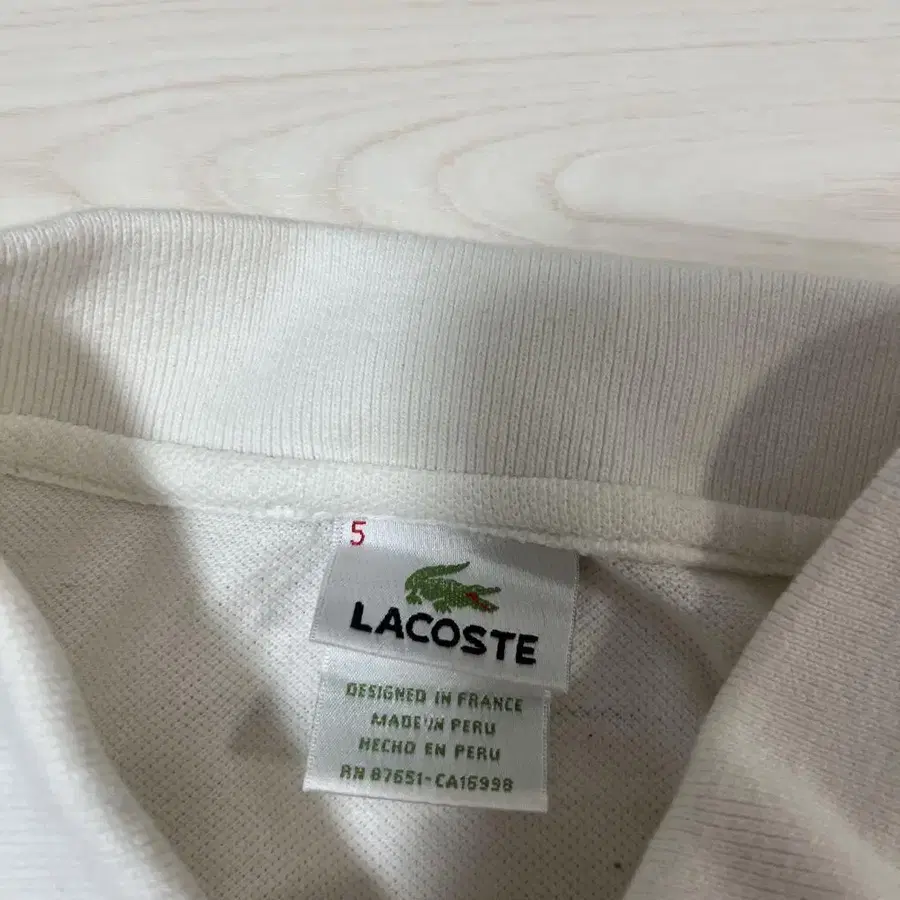 5
LACOSTE
DESIGNED IN FRANCE
MADE IN PERU
HECHO EN PERU
RN 87651-CA16998